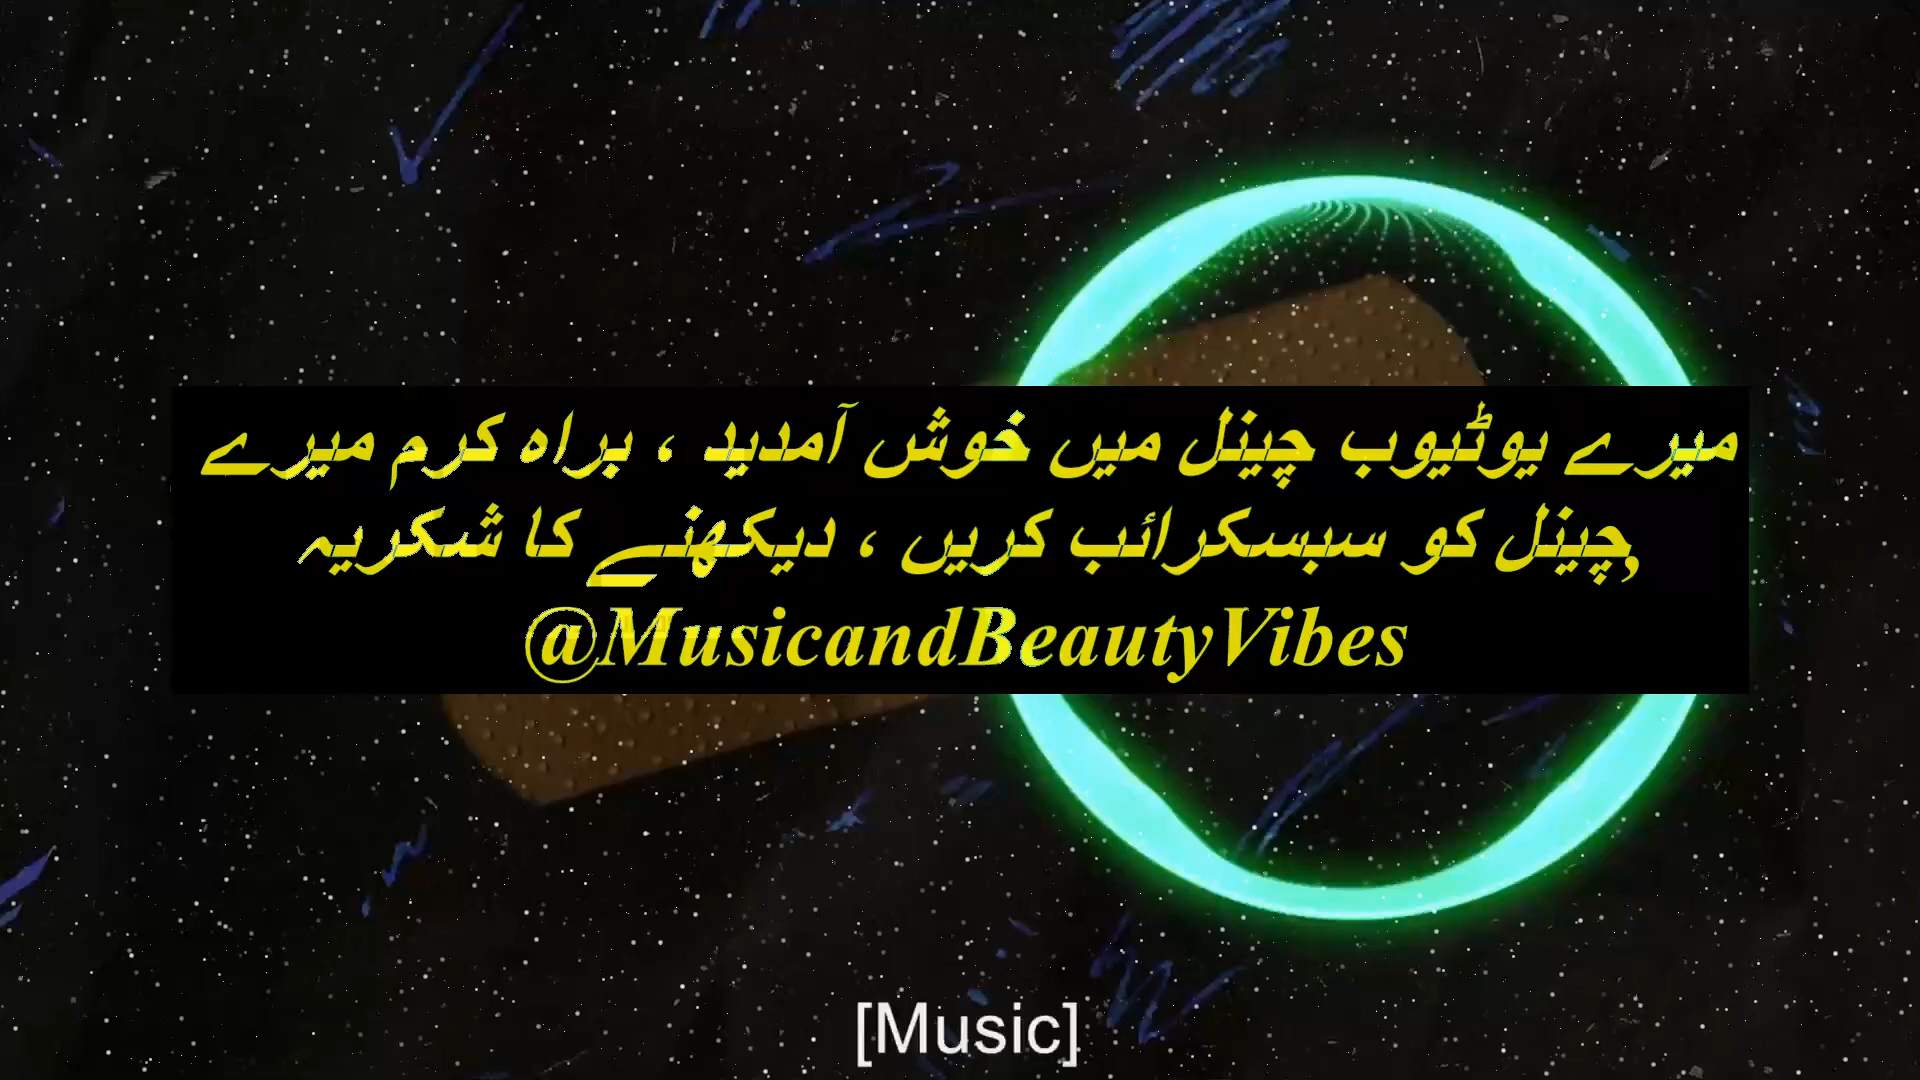 میرے یوٹیوب چینل میں خوش آمدید ، براہ کرم میرے
چینل کو سبسکرائب کریں ، دیکھنے کا شکریہ,
@MusicandBeautyVibes
[Music]